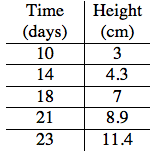 Time Height
(days) (cm)
10 3
14 4.3
18 7
21 8.9
23 11.4